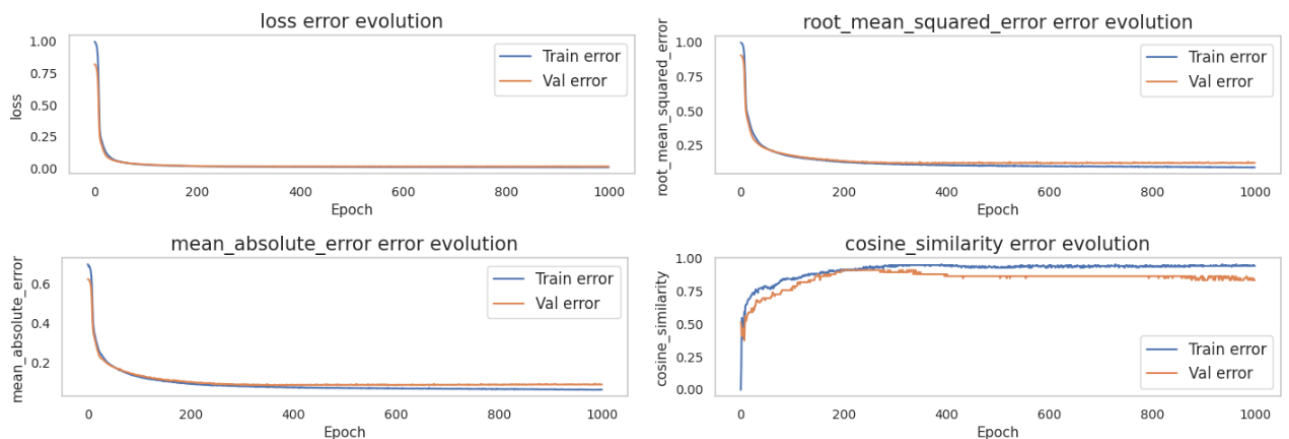 loss error evolution
1.00
0.75
0.50
0.25
0.00
loss
Train error
Val error
0
200
400
600
800
1000
Epoch
root_mean_squared_error error evolution
1.00
0.75
0.50
0.25
root_mean_squared_error
Train error
Val error
0
200
400
600
800
1000
Epoch
mean_absolute_error error evolution
0.6
0.4
0.2
mean_absolute_error
Train error
Val error
0
200
400
600
800
1000
Epoch
cosine_similarity error evolution
1.00
0.75
0.50
0.25
0.00
cosine_similarity
Train error
Val error
0
200
400
600
800
1000
Epoch